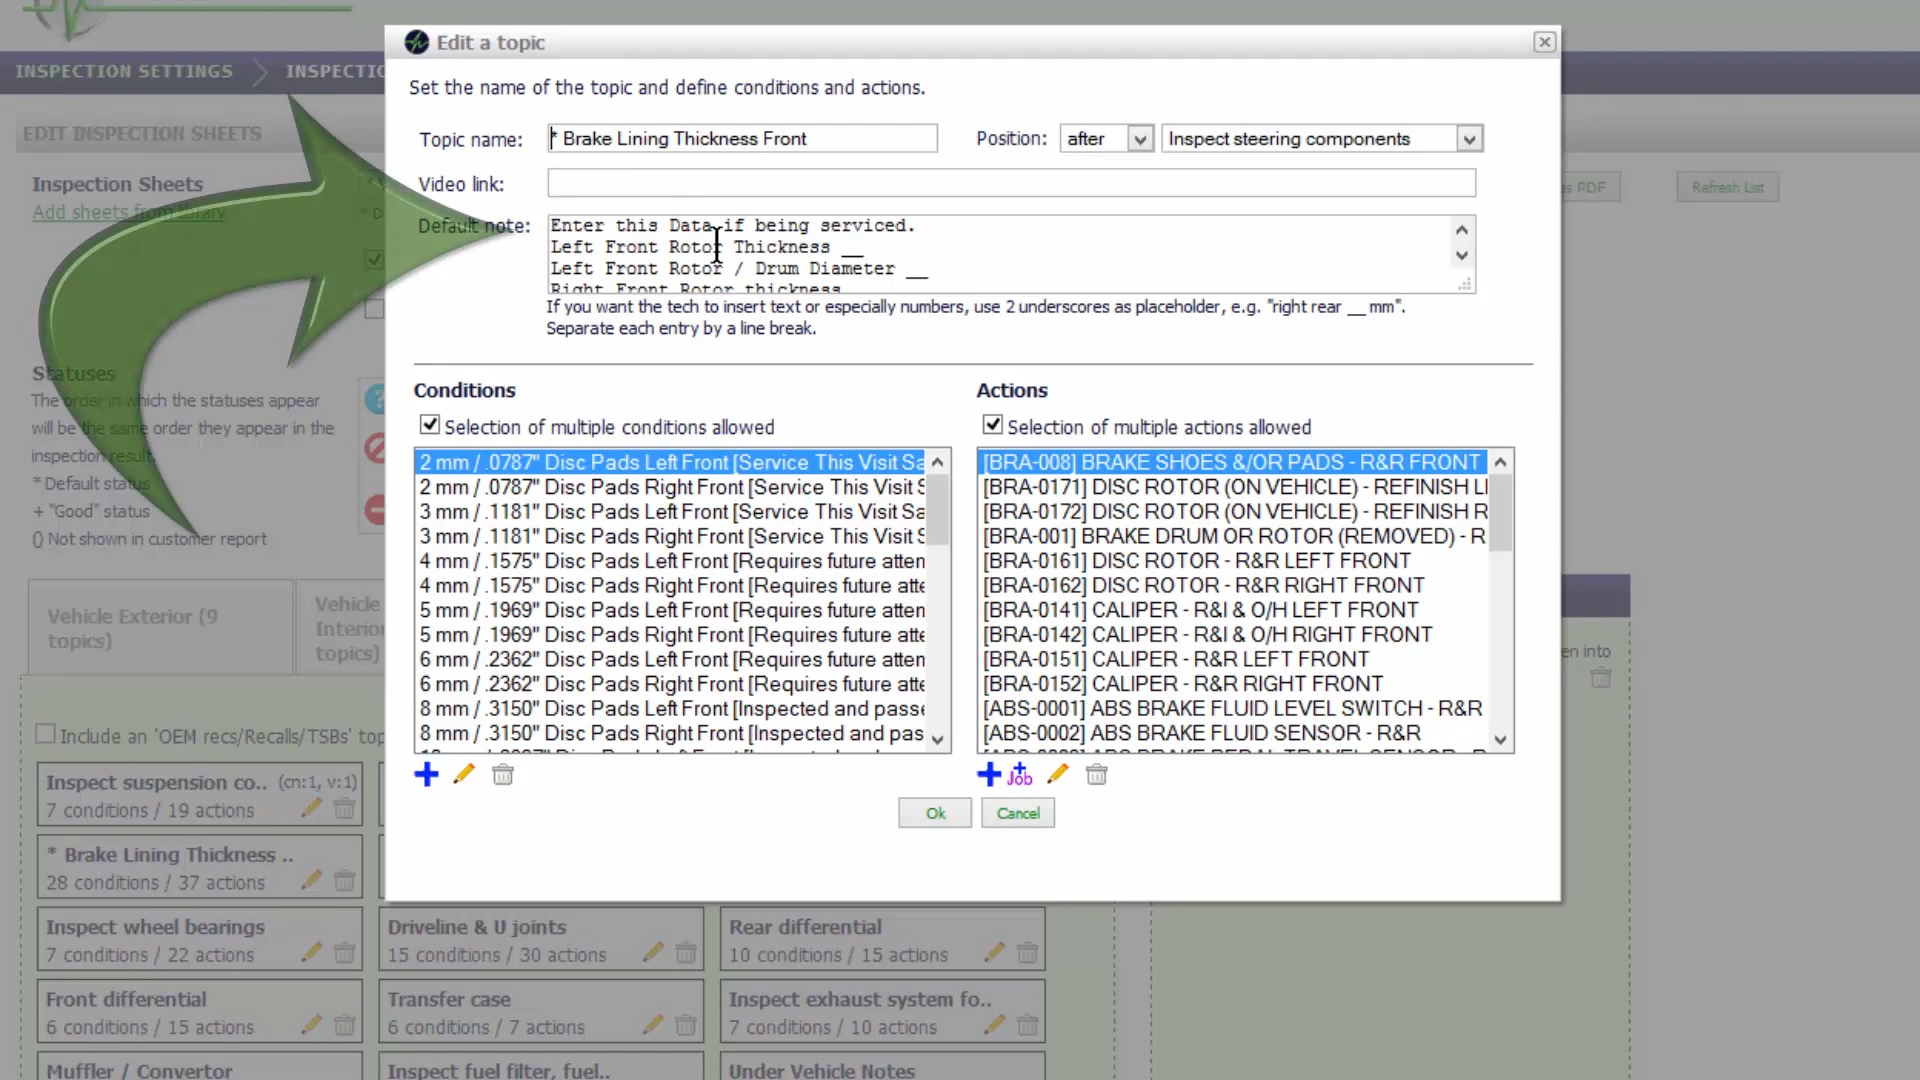 Edit a topic
INSPECTION SETTINGS
Set the name of the topic and define conditions and actions.
EDIT INSPECTION SHEETS
Topic name:
* Brake Lining Thickness Front
Position:
after
Inspect steering components
Inspection Sheets
Add sheets from library
Video link:
PDF
Refresh List
Default note:
Enter this Data if being serviced.
Left Front Rotor Thickness __
Left Front Rotor / Drum Diameter __
Right Front Rotor thickness
If you want the tech to insert text or especially numbers, use 2 underscores as placeholder, e.g. "right rear __ mm".
Separate each entry by a line break.
Statuses
The order in which the statuses appear
will be the same order they appear in the
inspection result.
* Default status
+ "Good" status
() Not shown in customer report
Conditions
Selection of multiple conditions allowed
2 mm / .0787" Disc Pads Left Front [Service This Visit Sa
2 mm / .0787" Disc Pads Right Front [Service This Visit S
3 mm / .1181" Disc Pads Left Front [Service This Visit Sa
3 mm / .1181" Disc Pads Right Front [Service This Visit S
4 mm / .1575" Disc Pads Left Front [Requires future atten
4 mm / .1575" Disc Pads Right Front [Requires future atte
5 mm / .1969" Disc Pads Left Front [Requires future atten
5 mm / .1969" Disc Pads Right Front [Requires future atte
6 mm / .2362" Disc Pads Left Front [Requires future atten
6 mm / .2362" Disc Pads Right Front [Requires future atte
8 mm / .3150" Disc Pads Left Front [Inspected and passe
8 mm / .3150" Disc Pads Right Front [Inspected and pas
Actions
Selection of multiple actions allowed
[BRA-008] BRAKE SHOES &/OR PADS - R&R FRONT
[BRA-0171] DISC ROTOR (ON VEHICLE) - REFINISH L
[BRA-0172] DISC ROTOR (ON VEHICLE) - REFINISH R
[BRA-001] BRAKE DRUM OR ROTOR (REMOVED) - R
[BRA-0161] DISC ROTOR - R&R LEFT FRONT
[BRA-0162] DISC ROTOR - R&R RIGHT FRONT
[BRA-0141] CALIPER - R&I & O/H LEFT FRONT
[BRA-0142] CALIPER - R&I & O/H RIGHT FRONT
[BRA-0151] CALIPER - R&R LEFT FRONT
[BRA-0152] CALIPER - R&R RIGHT FRONT
[ABS-0001] ABS BRAKE FLUID LEVEL SWITCH - R&R
[ABS-0002] ABS BRAKE FLUID SENSOR - R&R
Job
Ok
Cancel
Vehicle Exterior (9
topics)
Vehicle
Interior
topics)
en into
Include an 'OEM recs/Recalls/TSBs' top
Inspect suspension co.. (cn:1, v:1)
7 conditions / 19 actions
* Brake Lining Thickness ..
28 conditions / 37 actions
Inspect wheel bearings
7 conditions / 22 actions
Driveline & U joints
15 conditions / 30 actions
Rear differential
10 conditions / 15 actions
Front differential
6 conditions / 15 actions
Transfer case
6 conditions / 7 actions
Inspect exhaust system fo..
7 conditions / 10 actions
Muffler / Convertor
Inspect fuel filter, fuel..
Under Vehicle Notes